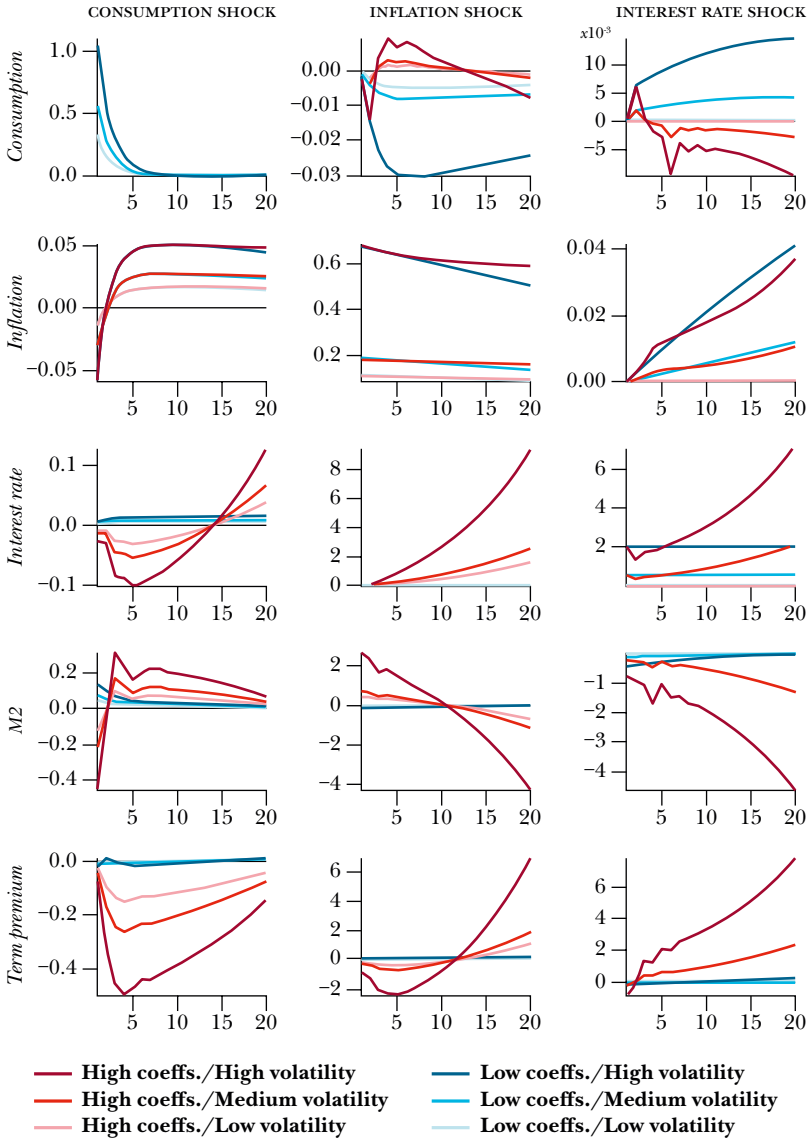 CONSUMPTION SHOCK INFLATION SHOCK INTEREST RATE SHOCK
Consumption
1.0
0.5
0.0
5 10 15 20
0.00
−0.01
−0.02
−0.03
5 10 15 20
x10⁻³
10
5
0
−5
5 10 15 20
Inflation
0.05
0.00
−0.05
5 10 15 20
0.6
0.4
0.2
5 10 15 20
0.04
0.02
0.00
5 10 15 20
Interest rate
0.1
0.0
−0.1
5 10 15 20
8
6
4
2
0
5 10 15 20
6
4
2
5 10 15 20
M2
0.2
0.0
−0.2
−0.4
5 10 15 20
2
0
−2
−4
5 10 15 20
−1
−2
−3
−4
5 10 15 20
Term premium
0.0
−0.2
−0.4
5 10 15 20
6
4
2
0
−2
5 10 15 20
6
4
2
0
5 10 15 20
High coeffs./High volatility Low coeffs./High volatility
High coeffs./Medium volatility Low coeffs./Medium volatility
High coeffs./Low volatility Low coeffs./Low volatility